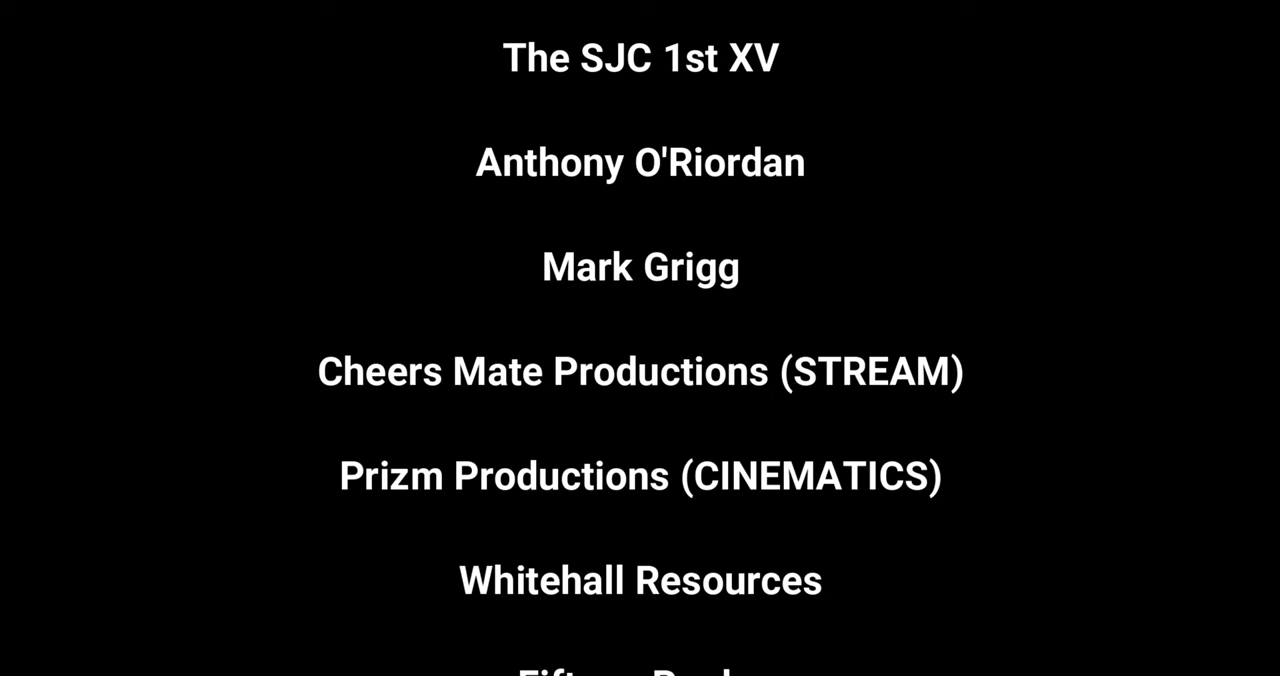 The SJC 1st XV
Anthony O'Riordan
Mark Grigg
Cheers Mate Productions (STREAM)
Prizm Productions (CINEMATICS)
Whitehall Resources